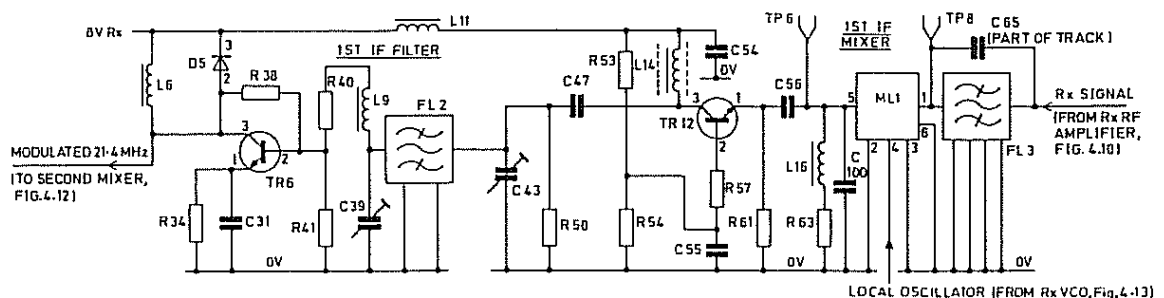 L11
TP6
1ST IF
MIXER
TP8
C65
(PART OF TRACK)
8V Rx
3
D5
2
1ST IF FILTER
R53
L14
C54
0V
L6
R38
R40
L9
C47
C56
FL2
3
1
TR12
2
5
ML1
1
6
2
4
3
Rx SIGNAL
(FROM Rx RF
AMPLIFIER,
FIG. 4.10)
FL3
MODULATED 21·4MHz
(TO SECOND MIXER,
FIG.4·12)
3
1
2
TR6
C43
R57
L16
C
100
R34
C31
R41
C39
R50
R54
C55
R61
R63
0V
0V
0V
LOCAL OSCILLATOR (FROM Rx VCO, Fig. 4·13)